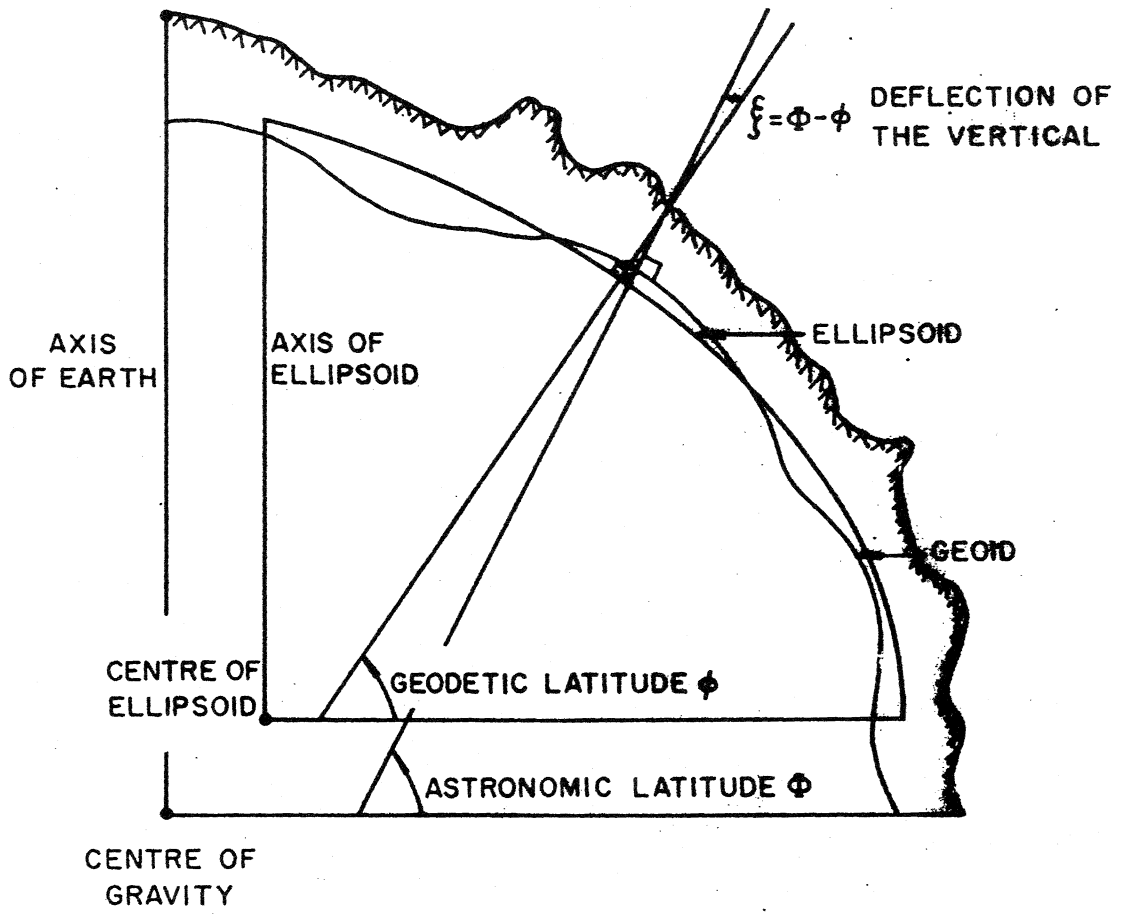 DEFLECTION OF
THE VERTICAL
ξ=Φ-ϕ
ELLIPSOID
AXIS
OF EARTH
AXIS OF
ELLIPSOID
GEOID
CENTRE OF
ELLIPSOID
GEODETIC LATITUDE ϕ
ASTRONOMIC LATITUDE Φ
CENTRE OF
GRAVITY